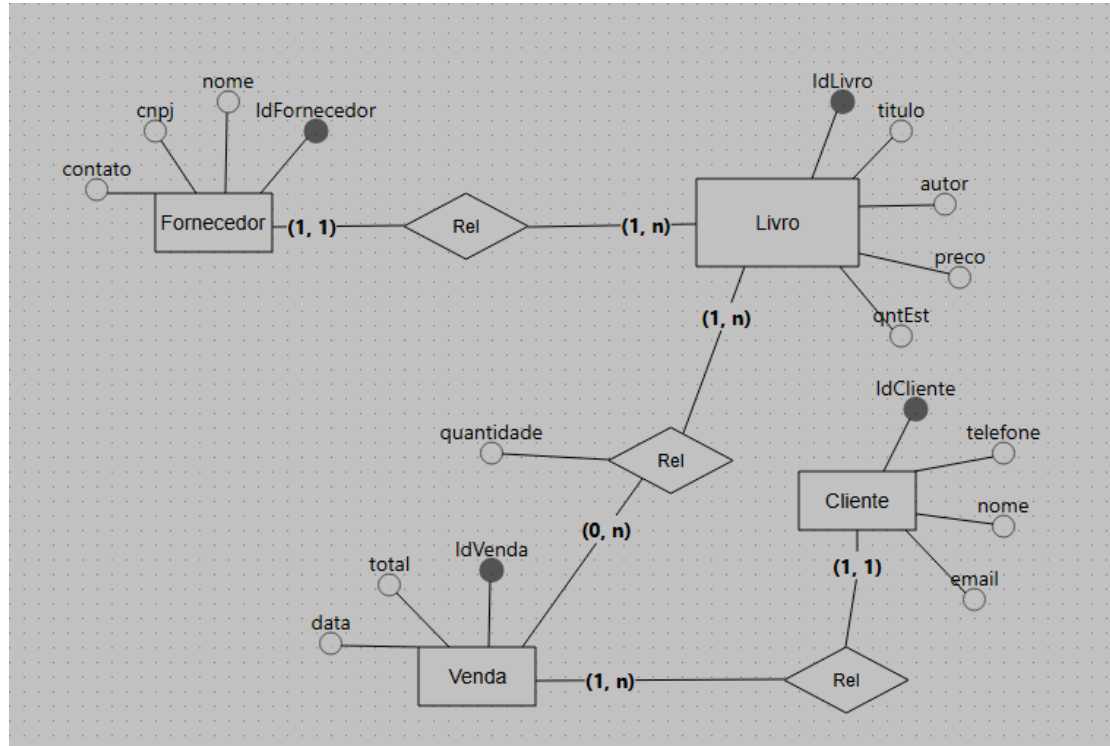 nome
cnpj
IdFornecedor
contato
Fornecedor
(1, 1)
Rel
(1, n)
Livro
IdLivro
titulo
autor
preco
qntEst
(1, n)
quantidade
Rel
(0, n)
IdCliente
telefone
Cliente
nome
email
(1, 1)
IdVenda
total
data
Venda
(1, n)
Rel